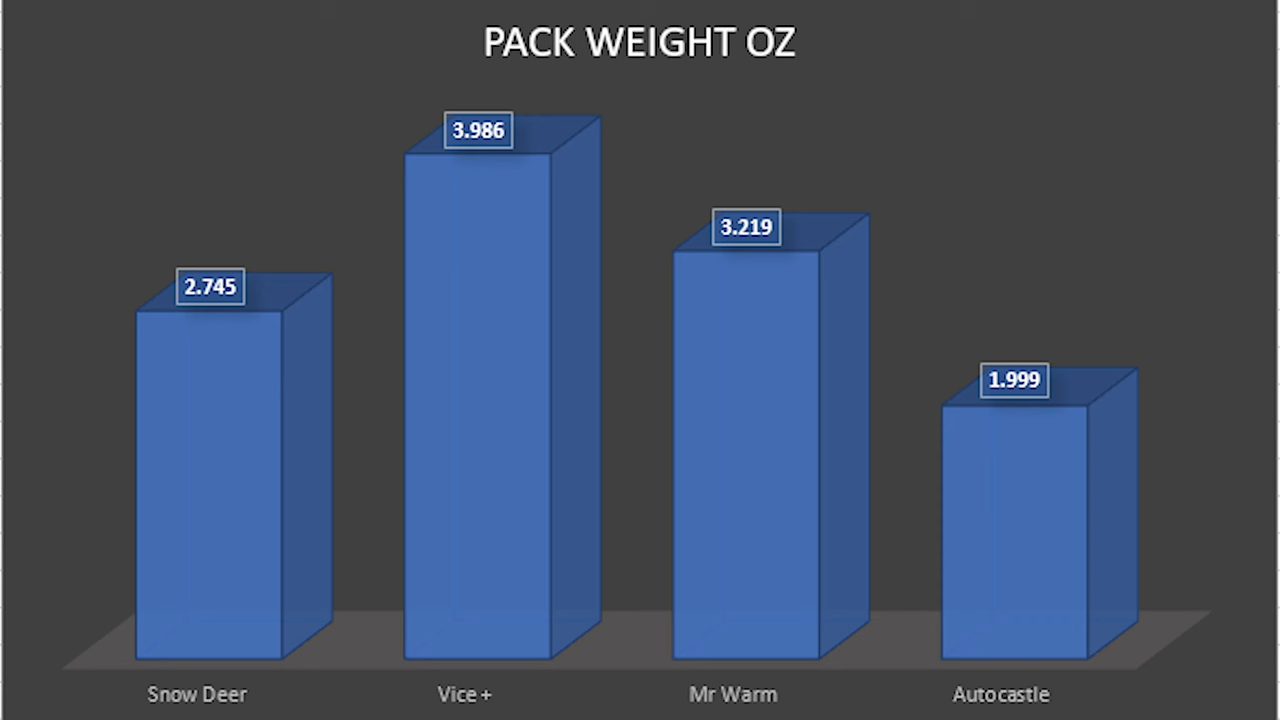 PACK WEIGHT OZ
3.986
3.219
2.745
1.999
Snow Deer
Vice +
Mr Warm
Autocastle